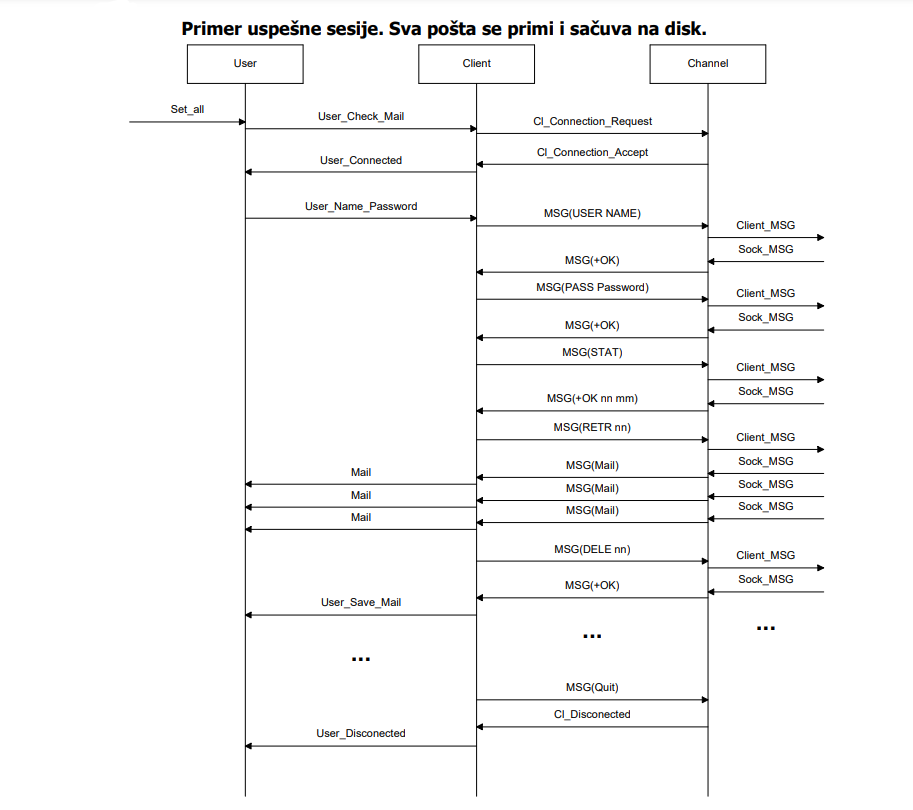 Primer uspešne sesije. Sva pošta se primi i sačuva na disk.
User
Client
Channel
Set_all
User_Check_Mail
Cl_Connection_Request
Cl_Connection_Accept
User_Connected
User_Name_Password
MSG(USER NAME)
Client_MSG
Sock_MSG
MSG(+OK)
MSG(PASS Password)
Client_MSG
Sock_MSG
MSG(+OK)
MSG(STAT)
Client_MSG
Sock_MSG
MSG(+OK nn mm)
MSG(RETR nn)
Client_MSG
Sock_MSG
MSG(Mail)
Mail
Sock_MSG
MSG(Mail)
Mail
Sock_MSG
MSG(Mail)
Mail
MSG(DELE nn)
Client_MSG
Sock_MSG
MSG(+OK)
User_Save_Mail
...
...
...
MSG(Quit)
Cl_Disconected
User_Disconected